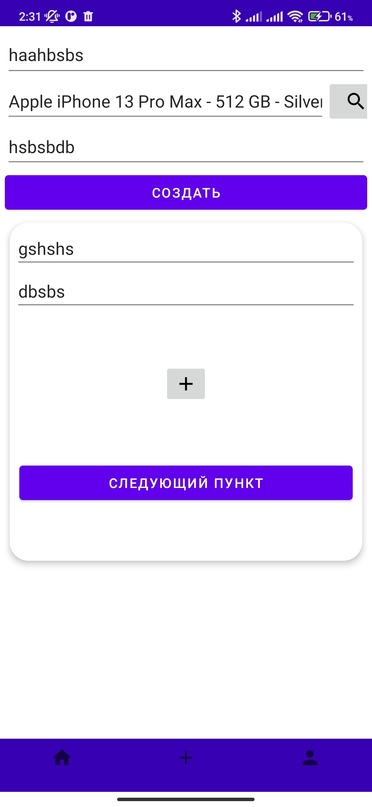 2:31 61%
haahbsbs
Apple iPhone 13 Pro Max - 512 GB - Silver
hsbsbdb
СОЗДАТЬ
gshshs
dbsbs
+
СЛЕДУЮЩИЙ ПУНКТ